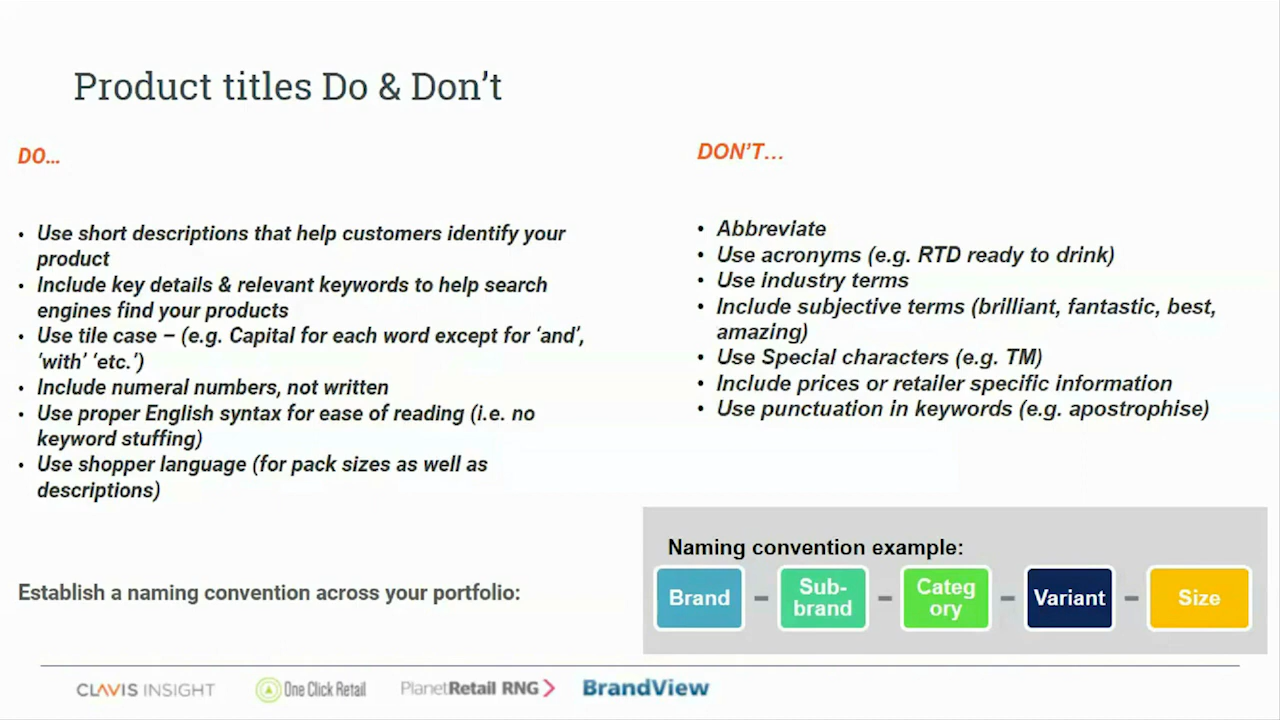 Product titles Do & Don't
DO…
• Use short descriptions that help customers identify your
product
• Include key details & relevant keywords to help search
engines find your products
• Use tile case – (e.g. Capital for each word except for 'and',
'with' 'etc.')
• Include numeral numbers, not written
• Use proper English syntax for ease of reading (i.e. no
keyword stuffing)
• Use shopper language (for pack sizes as well as
descriptions)
Establish a naming convention across your portfolio:
DON'T…
• Abbreviate
• Use acronyms (e.g. RTD ready to drink)
• Use industry terms
• Include subjective terms (brilliant, fantastic, best,
amazing)
• Use Special characters (e.g. TM)
• Include prices or retailer specific information
• Use punctuation in keywords (e.g. apostrophise)
Naming convention example:
Brand – Sub-
brand – Categ
ory – Variant – Size
CLAVIS INSIGHT One Click Retail PlanetRetail RNG BrandView